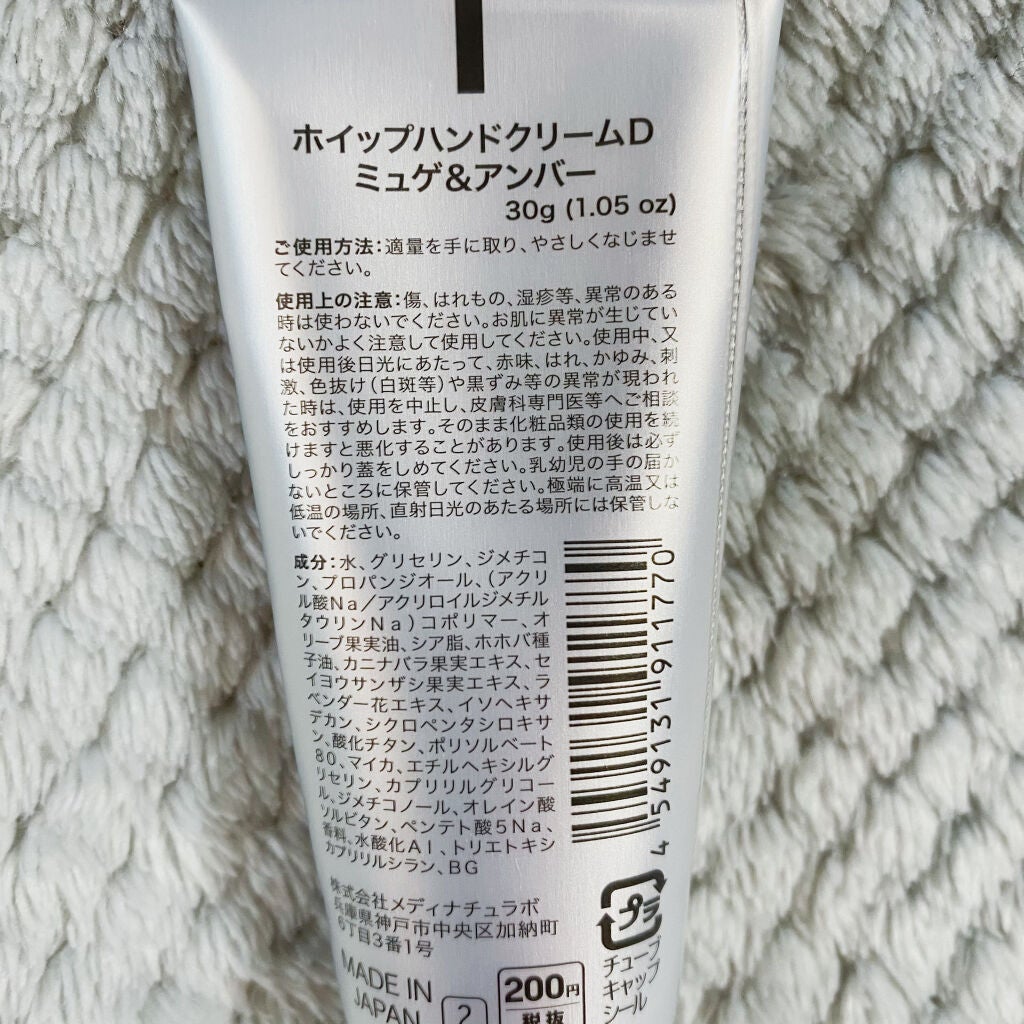 ホイップハンドクリームD
ミュゲ&アンバー
30g (1.05 oz)
ご使用方法:適量を手に取り、やさしくなじませ
てください。
使用上の注意:傷、はれもの、湿疹等、異常のある
時は使わないでください。お肌に異常が生じてい
ないかよく注意して使用してください。使用中、又
は使用後日光にあたって、赤味、はれ、かゆみ、刺
激、色抜け(白斑等)や黒ずみ等の異常が現われ
た時は、使用を中止し、皮膚科専門医等へご相談
をおすすめします。そのまま化粧品類の使用を続
けますと悪化することがあります。使用後は必ず
しっかり蓋をしめてください。乳幼児の手の届か
ないところに保管してください。極端に高温又は
低温の場所、直射日光のあたる場所には保管しな
いでください。
成分:水、グリセリン、ジメチコ
ン、プロパンジオール、(アクリ
ル酸Na/アクリロイルジメチル
タウリンNa)コポリマー、オ
リーブ果実油、シア脂、ホホバ種
子油、カニナバラ果実エキス、セ
イヨウサンザシ果実エキス、ラ
ベンダー花エキス、イソヘキサ
デカン、シクロペンタシロキサ
ン、酸化チタン、ポリソルベート
80、マイカ、エチルヘキシルグ
リセリン、カプリリルグリコー
ル、ジメチコノール、オレイン酸
ソルビタン、ペンテト酸5Na、
香料、水酸化Al、トリエトキシ
カプリリルシラン、BG
4 549131 911770
株式会社メディナチュラボ
兵庫県神戸市中央区加納町
6丁目3番1号
MADE IN
JAPAN
2
200円
税抜
プラ
チューブ
キャップ
シール